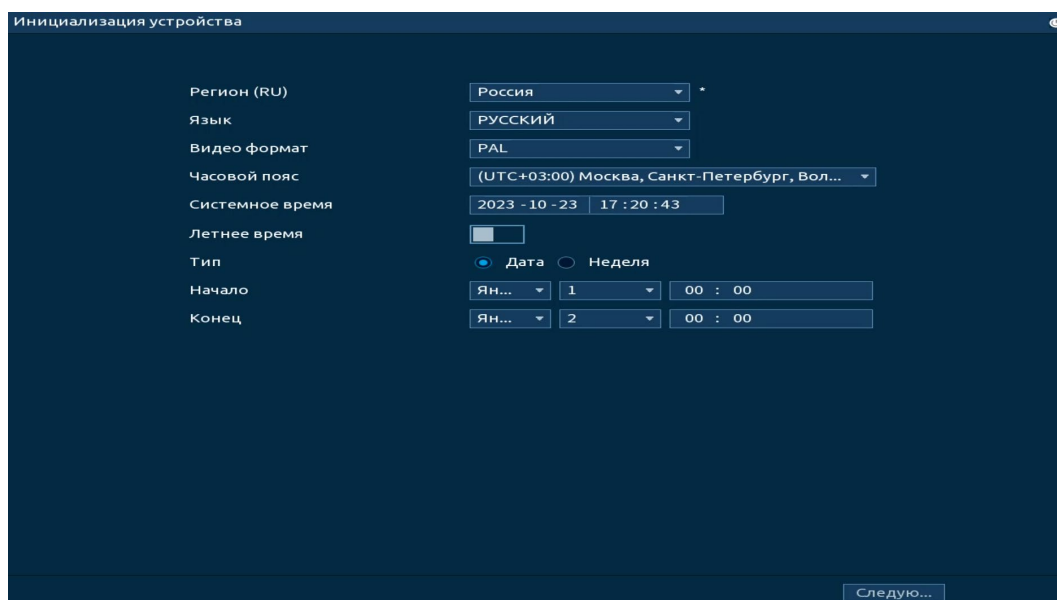 Инициализация устройства
Регион (RU) Россия *
Язык РУССКИЙ
Видео формат PAL
Часовой пояс (UTC+03:00) Москва, Санкт-Петербург, Вол...
Системное время 2023 - 10 - 23 17 : 20 : 43
Летнее время
Тип Дата Неделя
Начало Ян... 1 00 : 00
Конец Ян... 2 00 : 00
Следую...